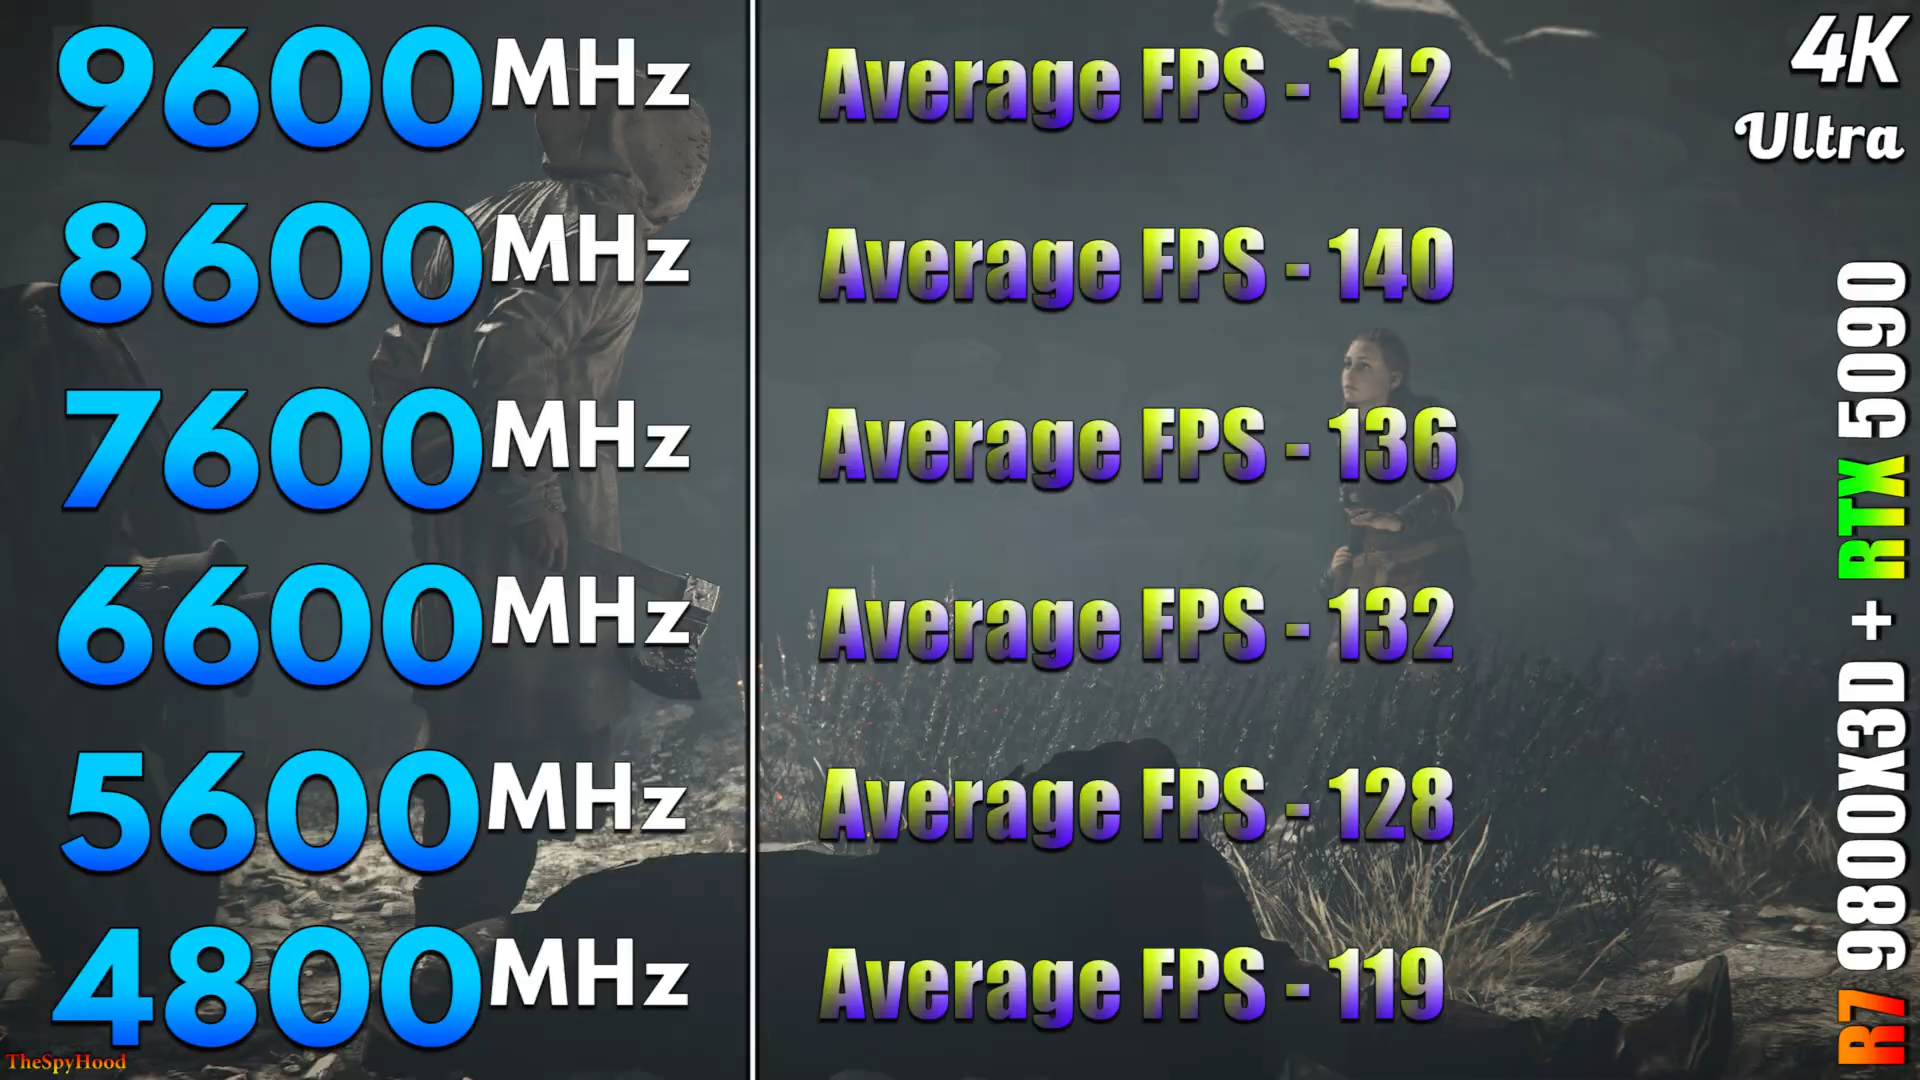 9600MHz Average FPS - 142
8600MHz Average FPS - 140
7600MHz Average FPS - 136
6600MHz Average FPS - 132
5600MHz Average FPS - 128
4800MHz Average FPS - 119
4K
Ultra
R7 9800X3D + RTX 5090
TheSpyHood